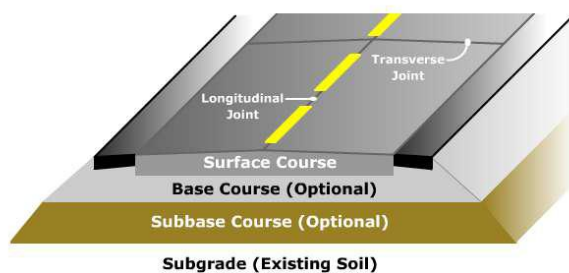 Transverse
Joint
Longitudinal
Joint
Surface Course
Base Course (Optional)
Subbase Course (Optional)
Subgrade (Existing Soil)